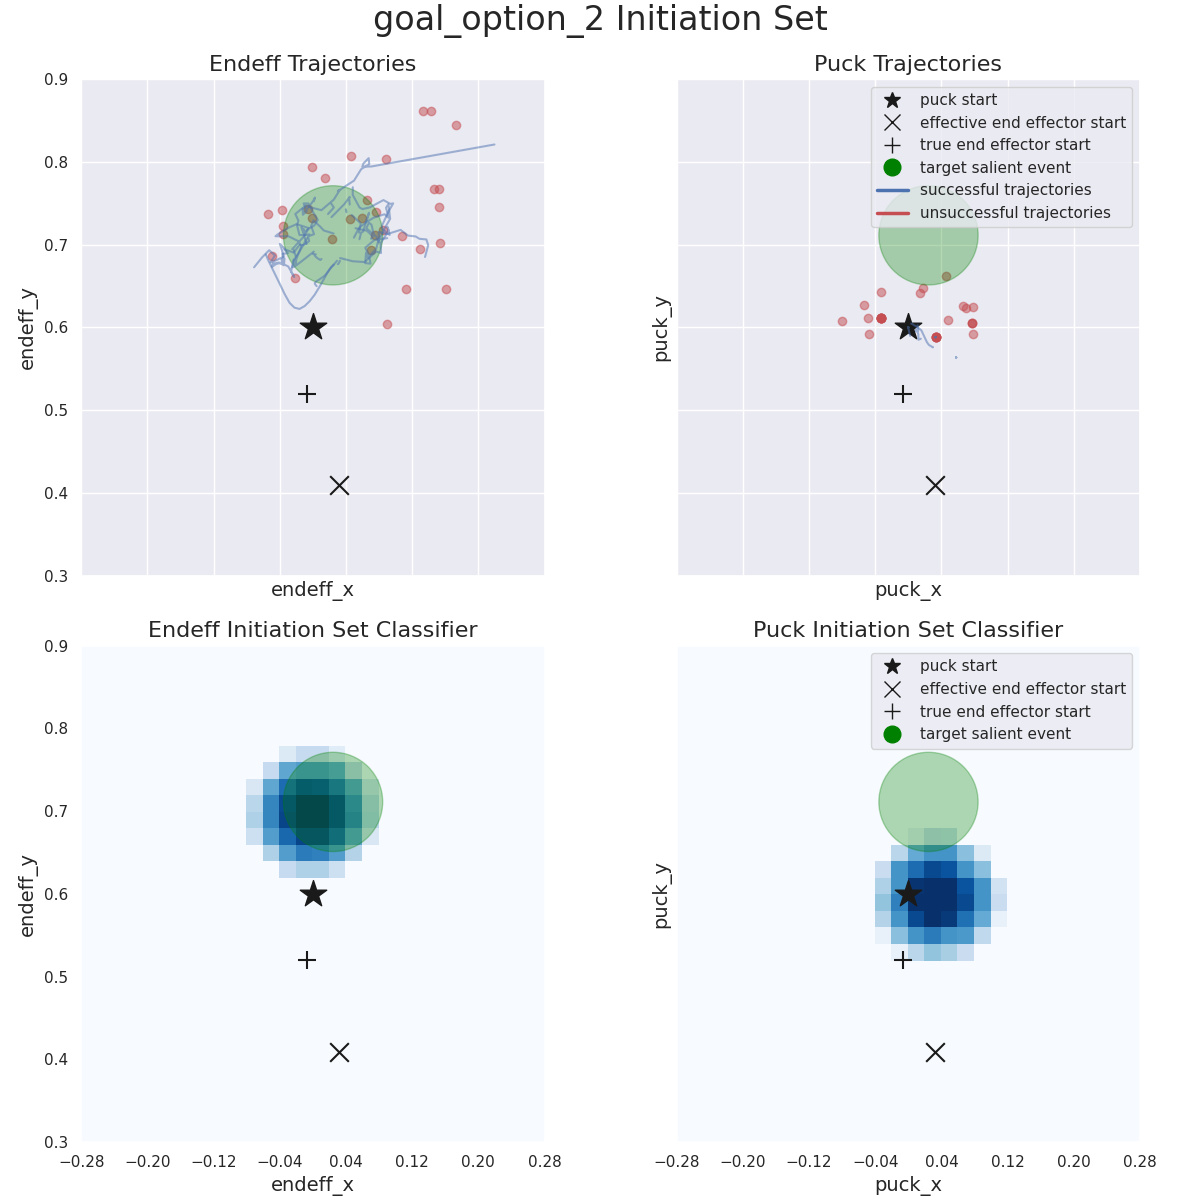 goal_option_2 Initiation Set
Endeff Trajectories
0.9
0.8
0.7
0.6
0.5
0.4
0.3
endeff_y
endeff_x
Puck Trajectories
puck start
effective end effector start
true end effector start
target salient event
successful trajectories
unsuccessful trajectories
puck_y
puck_x
Endeff Initiation Set Classifier
0.9
0.8
0.7
0.6
0.5
0.4
0.3
endeff_y
−0.28 −0.20 −0.12 −0.04 0.04 0.12 0.20 0.28
endeff_x
Puck Initiation Set Classifier
puck start
effective end effector start
true end effector start
target salient event
puck_y
−0.28 −0.20 −0.12 −0.04 0.04 0.12 0.20 0.28
puck_x